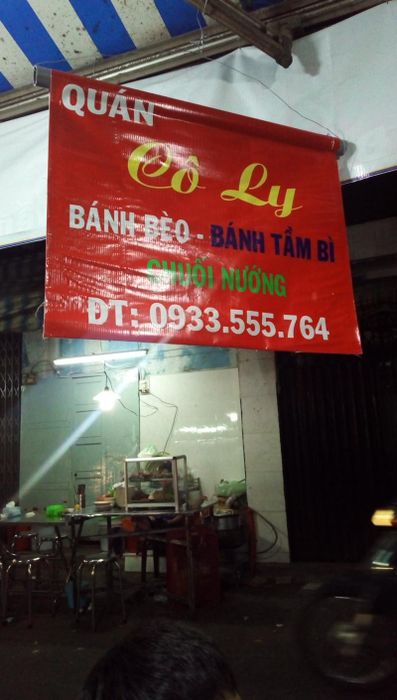 QUÁN
Cô Ly
BÁNH BÈO - BÁNH TẦM BÌ
CHUỐI NƯỚNG
ĐT: 0933.555.764